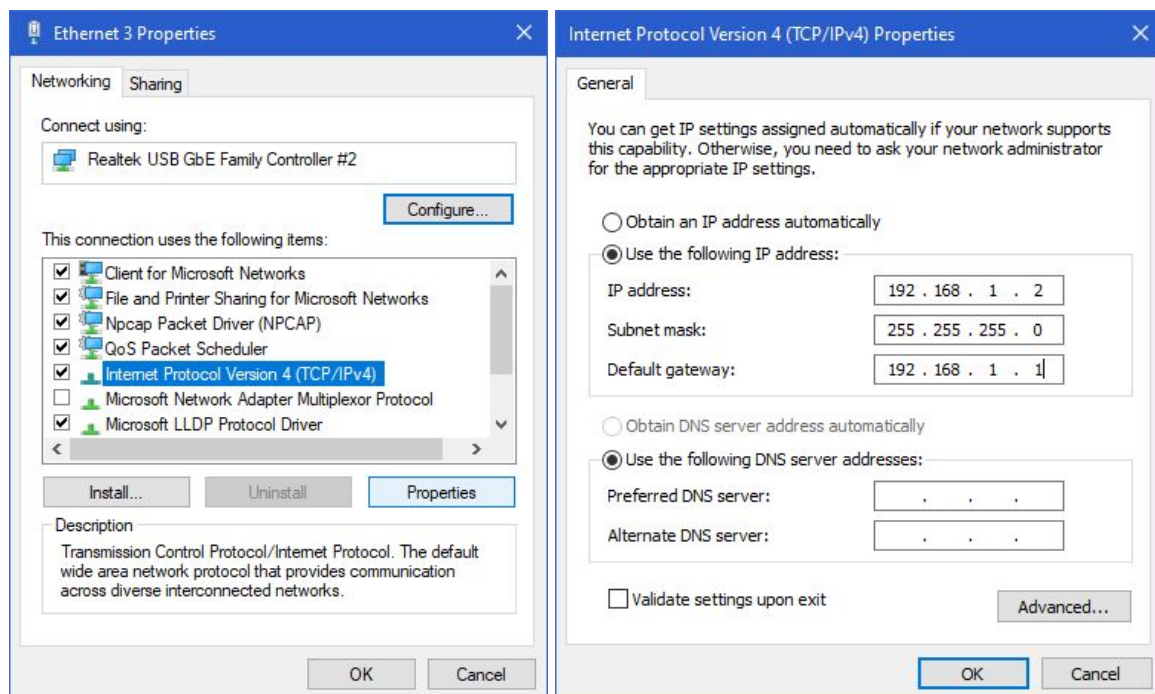 Ethernet 3 Properties
Networking
Sharing
Connect using:
Realtek USB GbE Family Controller #2
Configure...
This connection uses the following items:
Client for Microsoft Networks
File and Printer Sharing for Microsoft Networks
Npcap Packet Driver (NPCAP)
QoS Packet Scheduler
Internet Protocol Version 4 (TCP/IPv4)
Microsoft Network Adapter Multiplexor Protocol
Microsoft LLDP Protocol Driver
Install...
Uninstall
Properties
Description
Transmission Control Protocol/Internet Protocol. The default
wide area network protocol that provides communication
across diverse interconnected networks.
OK
Cancel
Internet Protocol Version 4 (TCP/IPv4) Properties
General
You can get IP settings assigned automatically if your network supports
this capability. Otherwise, you need to ask your network administrator
for the appropriate IP settings.
Obtain an IP address automatically
Use the following IP address:
IP address: 192 . 168 . 1 . 2
Subnet mask: 255 . 255 . 255 . 0
Default gateway: 192 . 168 . 1 . 1
Obtain DNS server address automatically
Use the following DNS server addresses:
Preferred DNS server: . . .
Alternate DNS server: . . .
Validate settings upon exit
Advanced...
OK
Cancel